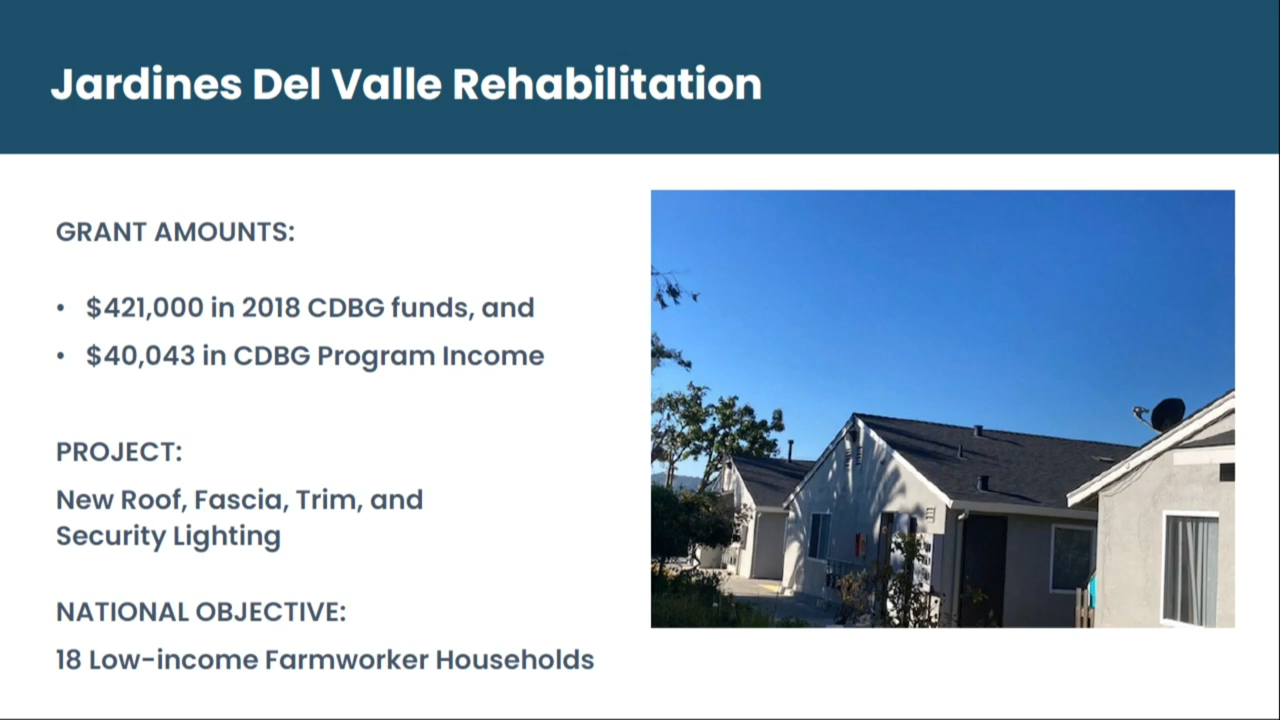 Jardines Del Valle Rehabilitation
GRANT AMOUNTS:
• $421,000 in 2018 CDBG funds, and
• $40,043 in CDBG Program Income
PROJECT:
New Roof, Fascia, Trim, and
Security Lighting
NATIONAL OBJECTIVE:
18 Low-income Farmworker Households